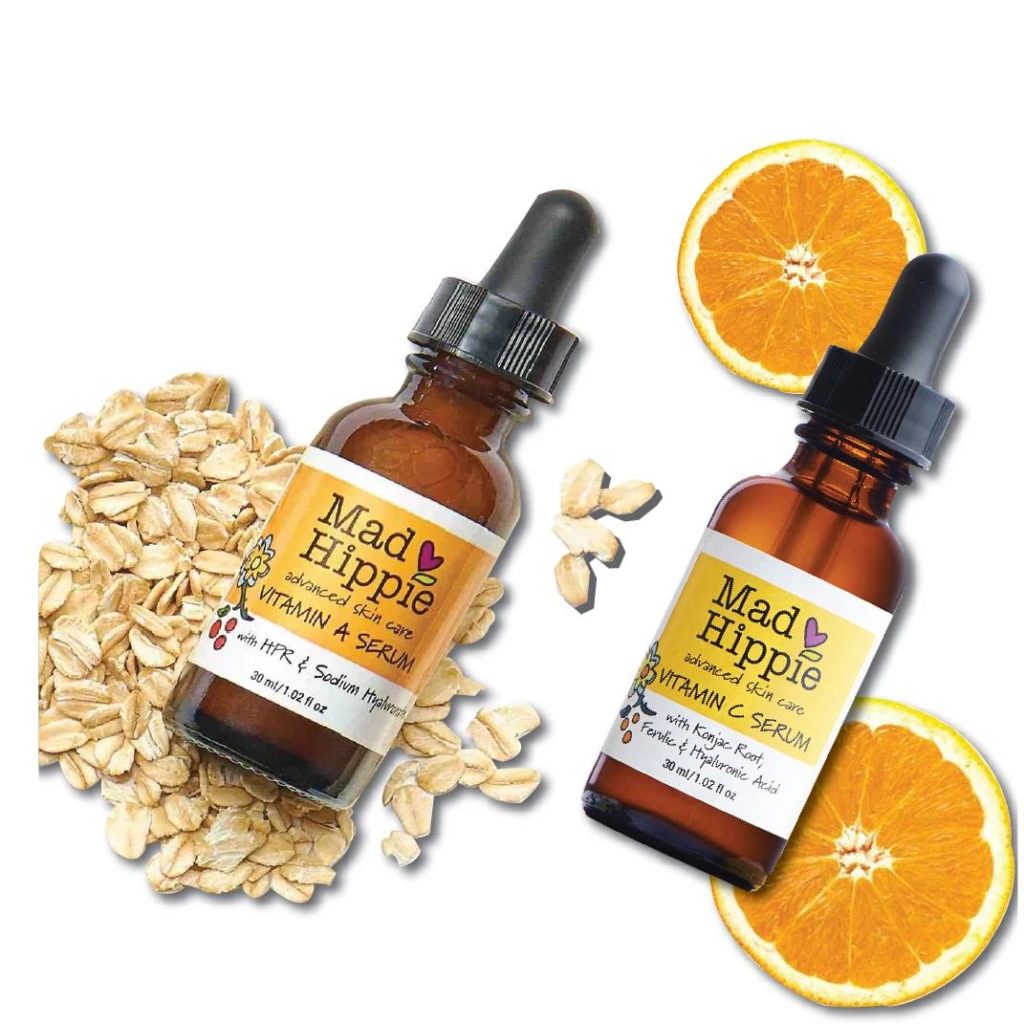 Mad
Hippie
advanced skin care
VITAMIN A SERUM
with HPR & Sodium Hyaluronate
30 ml/1.02 fl oz
Mad
Hippie
advanced skin care
VITAMIN C SERUM
with Konjac Root,
Ferulic & Hyaluronic Acid
30 ml/1.02 fl oz